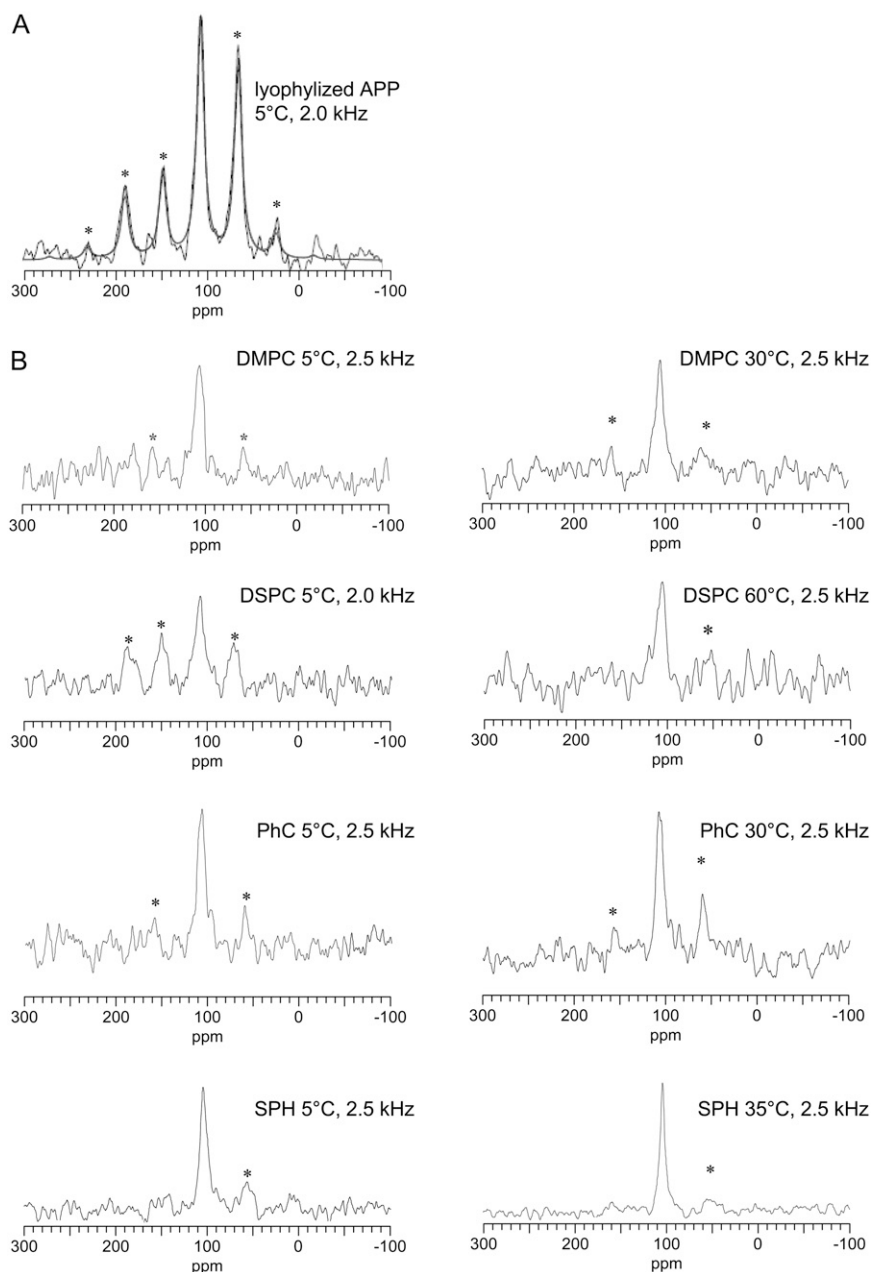 A
*
*
*
*
*
lyophylized APP
5°C, 2.0 kHz
300 200 100 0 -100
ppm
B
DMPC 5°C, 2.5 kHz
* *
300 200 100 0 -100
ppm
DMPC 30°C, 2.5 kHz
* *
300 200 100 0 -100
ppm
DSPC 5°C, 2.0 kHz
* * *
300 200 100 0 -100
ppm
DSPC 60°C, 2.5 kHz
*
300 200 100 0 -100
ppm
PhC 5°C, 2.5 kHz
* *
300 200 100 0 -100
ppm
PhC 30°C, 2.5 kHz
* *
300 200 100 0 -100
ppm
SPH 5°C, 2.5 kHz
*
300 200 100 0 -100
ppm
SPH 35°C, 2.5 kHz
*
300 200 100 0 -100
ppm